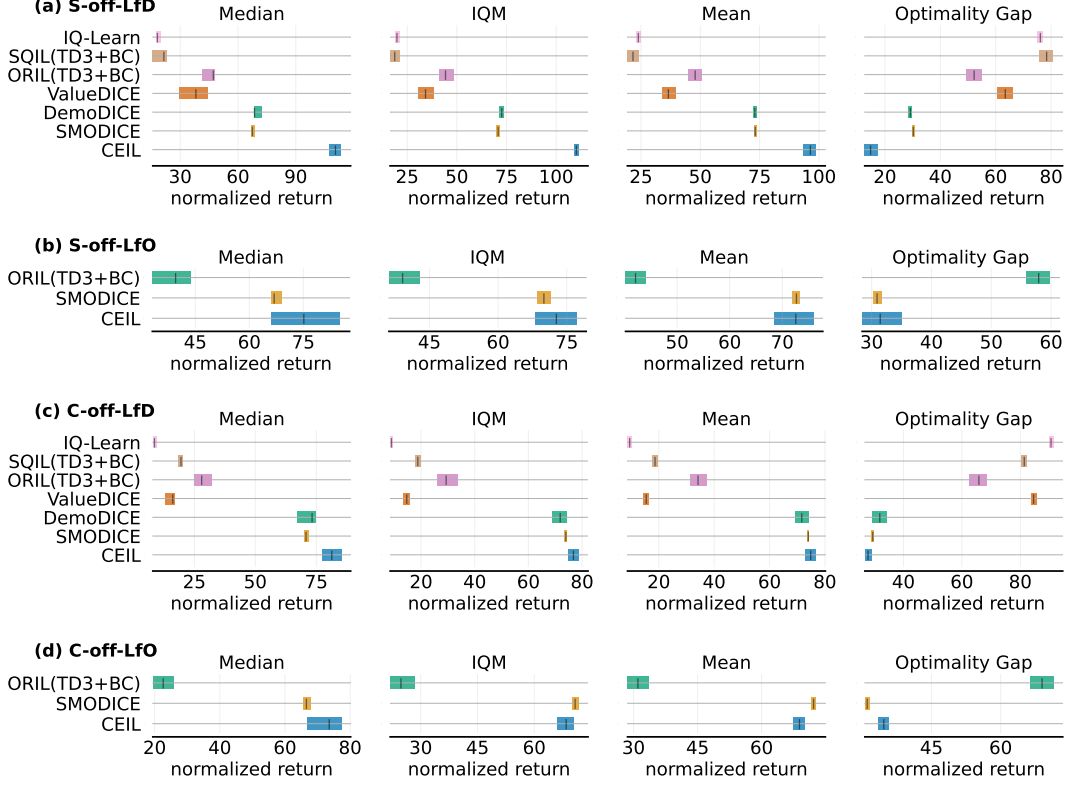 (a) S-off-LfD
Median IQM Mean Optimality Gap
IQ-Learn
SQIL(TD3+BC)
ORIL(TD3+BC)
ValueDICE
DemoDICE
SMODICE
CEIL
30 60 90 25 50 75 100 25 50 75 100 20 40 60 80
normalized return normalized return normalized return normalized return
(b) S-off-LfO
Median IQM Mean Optimality Gap
ORIL(TD3+BC)
SMODICE
CEIL
45 60 75 45 60 75 50 60 70 30 40 50 60
normalized return normalized return normalized return normalized return
(c) C-off-LfD
Median IQM Mean Optimality Gap
IQ-Learn
SQIL(TD3+BC)
ORIL(TD3+BC)
ValueDICE
DemoDICE
SMODICE
CEIL
25 50 75 20 40 60 80 20 40 60 80 40 60 80
normalized return normalized return normalized return normalized return
(d) C-off-LfO
Median IQM Mean Optimality Gap
ORIL(TD3+BC)
SMODICE
CEIL
20 40 60 80 30 45 60 30 45 60 45 60
normalized return normalized return normalized return normalized return